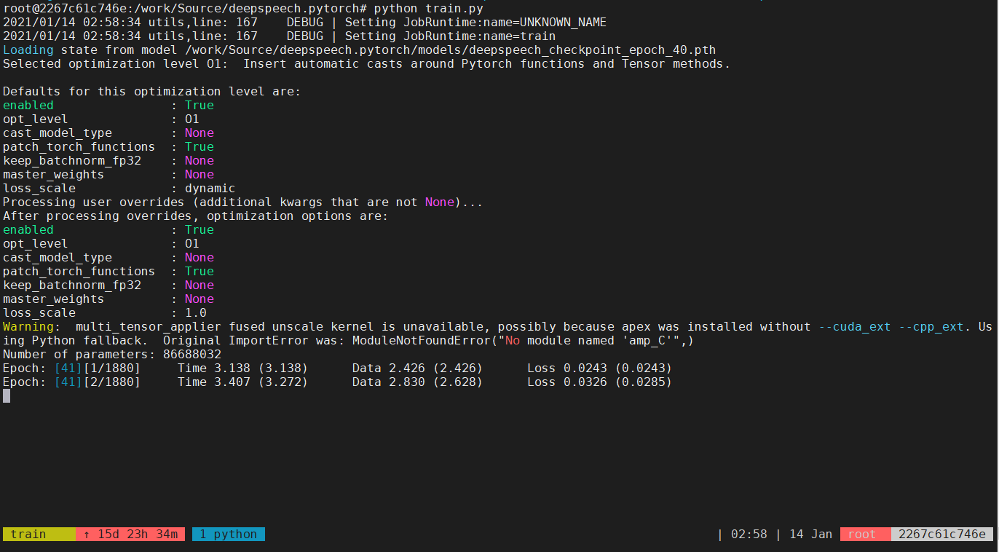 root@2267c61c746e:/work/Source/deepspeech.pytorch# python train.py
2021/01/14 02:58:34 utils,line: 167    DEBUG | Setting JobRuntime:name=UNKNOWN_NAME
2021/01/14 02:58:34 utils,line: 167    DEBUG | Setting JobRuntime:name=train
Loading state from model /work/Source/deepspeech.pytorch/models/deepspeech_checkpoint_epoch_40.pth
Selected optimization level O1:  Insert automatic casts around Pytorch functions and Tensor methods.
Defaults for this optimization level are:
enabled                : True
opt_level              : O1
cast_model_type        : None
patch_torch_functions  : True
keep_batchnorm_fp32    : None
master_weights         : None
loss_scale             : dynamic
Processing user overrides (additional kwargs that are not None)...
After processing overrides, optimization options are:
enabled                : True
opt_level              : O1
cast_model_type        : None
patch_torch_functions  : True
keep_batchnorm_fp32    : None
master_weights         : None
loss_scale             : 1.0
Warning:  multi_tensor_applier fused unscale kernel is unavailable, possibly because apex was installed without --cuda_ext --cpp_ext. Us
ing Python fallback.  Original ImportError was: ModuleNotFoundError("No module named 'amp_C'",)
Number of parameters: 86688032
Epoch: [41][1/1880]     Time 3.138 (3.138)      Data 2.426 (2.426)      Loss 0.0243 (0.0243)
Epoch: [41][2/1880]     Time 3.407 (3.272)      Data 2.830 (2.628)      Loss 0.0326 (0.0285)
train ↑ 15d 23h 34m 1 python | 02:58 | 14 Jan root 2267c61c746e